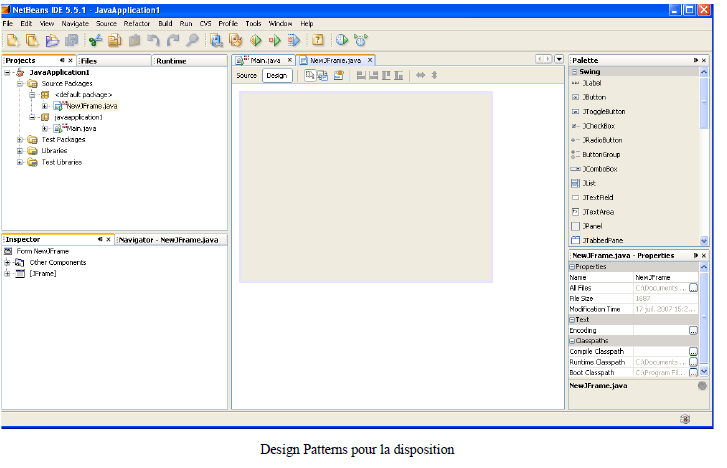 NetBeans IDE 5.5.1 - JavaApplication1
File Edit View Navigate Source Refactor Build Run CVS Profile Tools Window Help
Projects
Files
Runtime
JavaApplication1
Source Packages
<default package>
NewJFrame.java
javaapplication1
Main.java
Test Packages
Libraries
Test Libraries
Inspector
Navigator - NewJFrame.java
Form NewJFrame
Other Components
[JFrame]
Main.java
NewJFrame.java
Source
Design
Palette
Swing
JLabel
JButton
JToggleButton
JCheckBox
JRadioButton
ButtonGroup
JComboBox
JList
JTextField
JTextArea
JPanel
JTabbedPane
NewJFrame.java - Properties
Properties
Name NewJFrame
All Files C:\Documents ...
File Size 1687
Modification Time 17 juil. 2007 15:2...
Text
Encoding
Classpaths
Compile Classpath
Runtime Classpath C:\Documents ...
Boot Classpath C:\Program Fil...
NewJFrame.java
Design Patterns pour la disposition